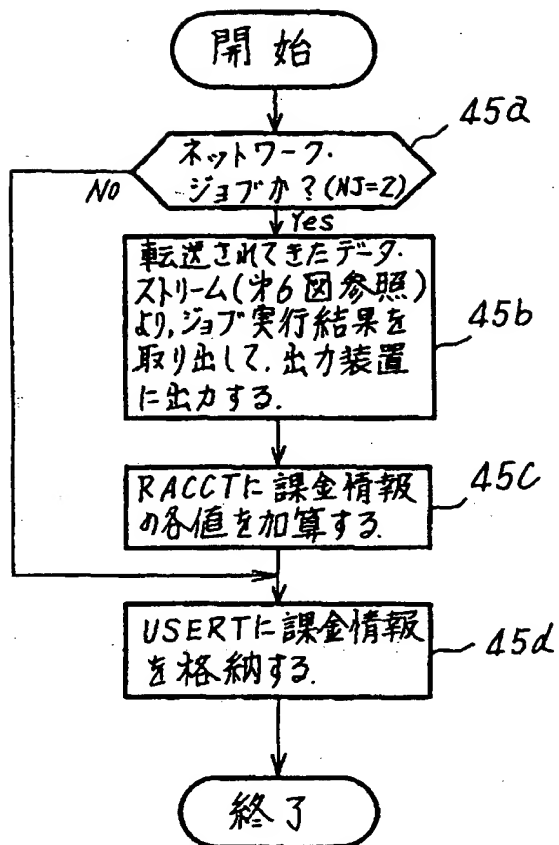 開始
45a
ネットワーク・
ジョブか?(NJ=2)
No
Yes
転送されてきたデータ・
ストリーム(第6図参照)
より,ジョブ実行結果を
取り出して,出力装置
に出力する.
45b
RACCTに課金情報
の各値を加算する.
45c
USERTに課金情報
を格納する.
45d
終了